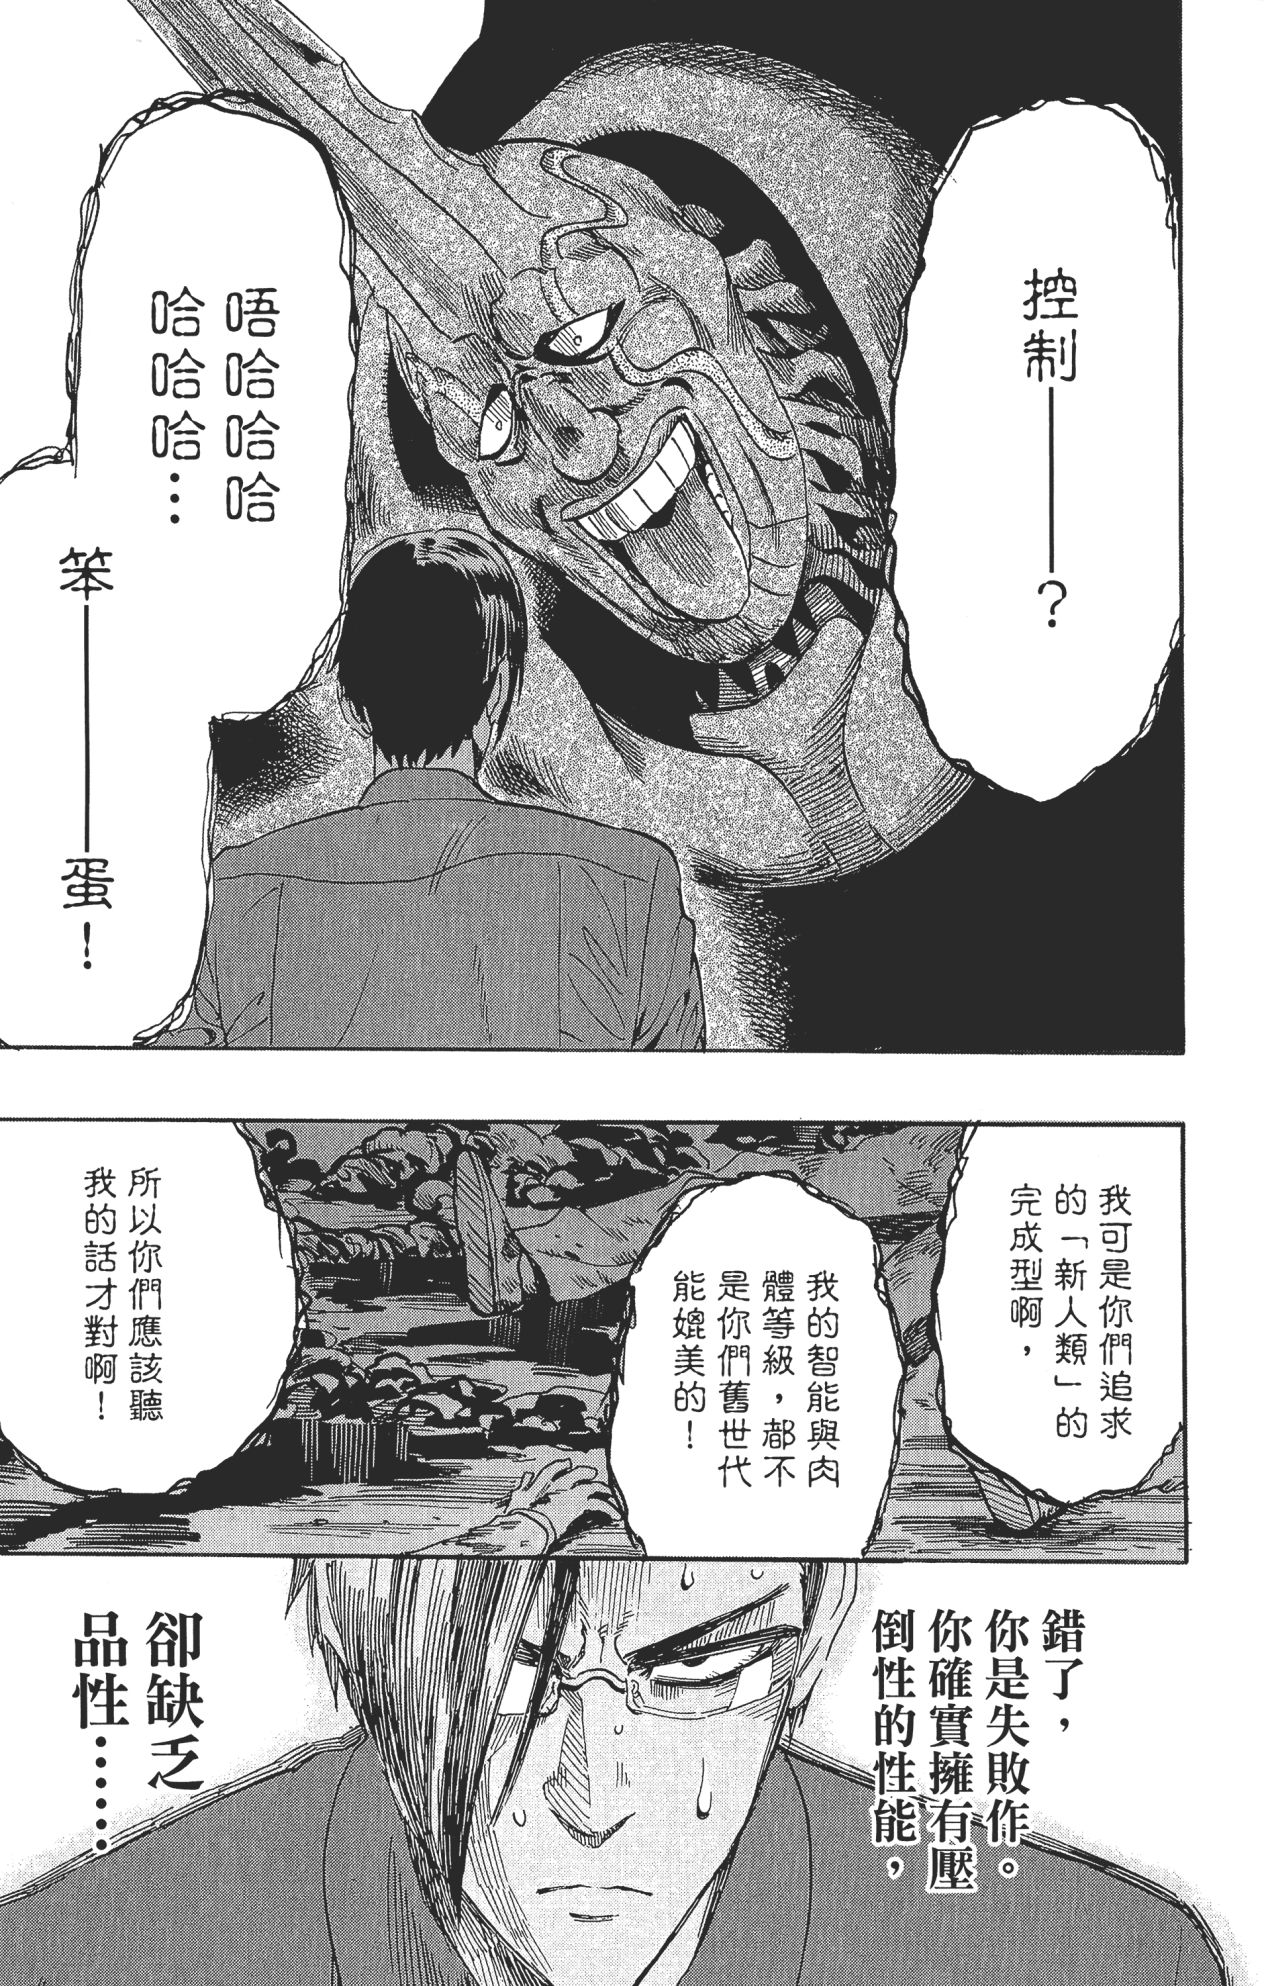 控制——？
唔哈哈哈
哈哈哈…
笨——蛋！
我可是你們追求
的「新人類」的
完成型啊，
我的智能與肉
體等級，都不
是你們舊世代
能媲美的！
所以你們應該聽
我的話才對啊！
錯了，
你是失敗作。
你確實擁有壓
倒性的性能，
卻缺乏
品性……